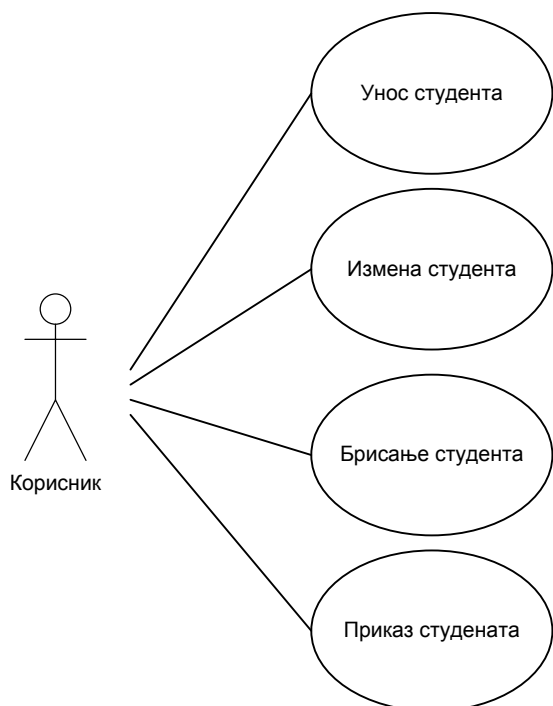 Унос студента
Измена студента
Брисање студента
Корисник
Приказ студената